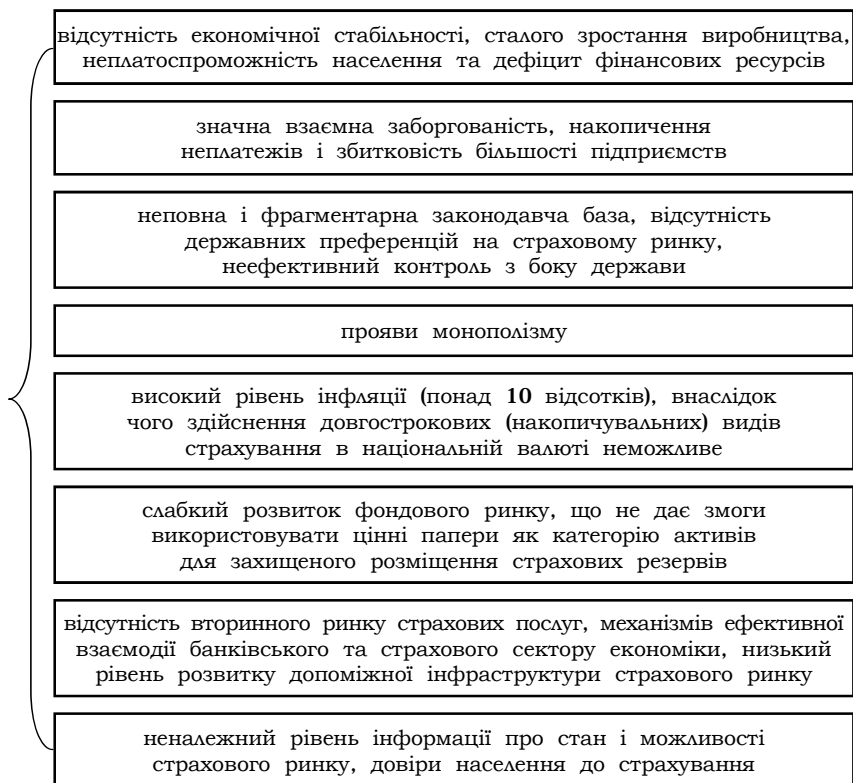 відсутність економічної стабільності, сталого зростання виробництва,
неплатоспроможність населення та дефіцит фінансових ресурсів
значна взаємна заборгованість, накопичення
неплатежів і збитковість більшості підприємств
неповна і фрагментарна законодавча база, відсутність
державних преференцій на страховому ринку,
неефективний контроль з боку держави
прояви монополізму
високий рівень інфляції (понад 10 відсотків), внаслідок
чого здійснення довгострокових (накопичувальних) видів
страхування в національній валюті неможливе
слабкий розвиток фондового ринку, що не дає змоги
використовувати цінні папери як категорію активів
для захищеного розміщення страхових резервів
відсутність вторинного ринку страхових послуг, механізмів ефективної
взаємодії банківського та страхового сектору економіки, низький
рівень розвитку допоміжної інфраструктури страхового ринку
неналежний рівень інформації про стан і можливості
страхового ринку, довіри населення до страхування